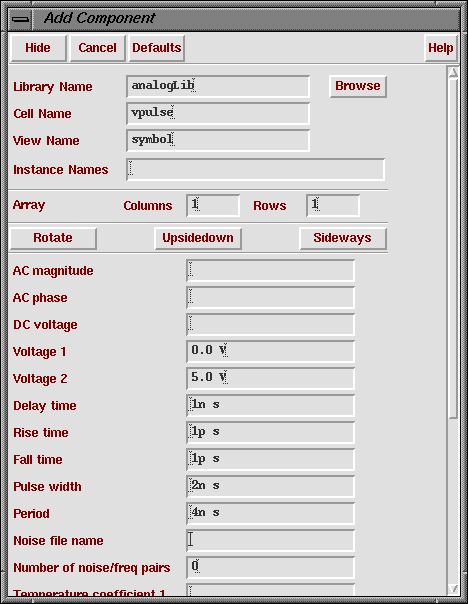 Add Component
Hide Cancel Defaults Help
Library Name analogLib Browse
Cell Name vpulse
View Name symbol
Instance Names
Array Columns 1 Rows 1
Rotate Upsidedown Sideways
AC magnitude
AC phase
DC voltage
Voltage 1 0.0 V
Voltage 2 5.0 V
Delay time 1n s
Rise time 1p s
Fall time 1p s
Pulse width 2n s
Period 4n s
Noise file name
Number of noise/freq pairs 0
Temperature coefficient 1